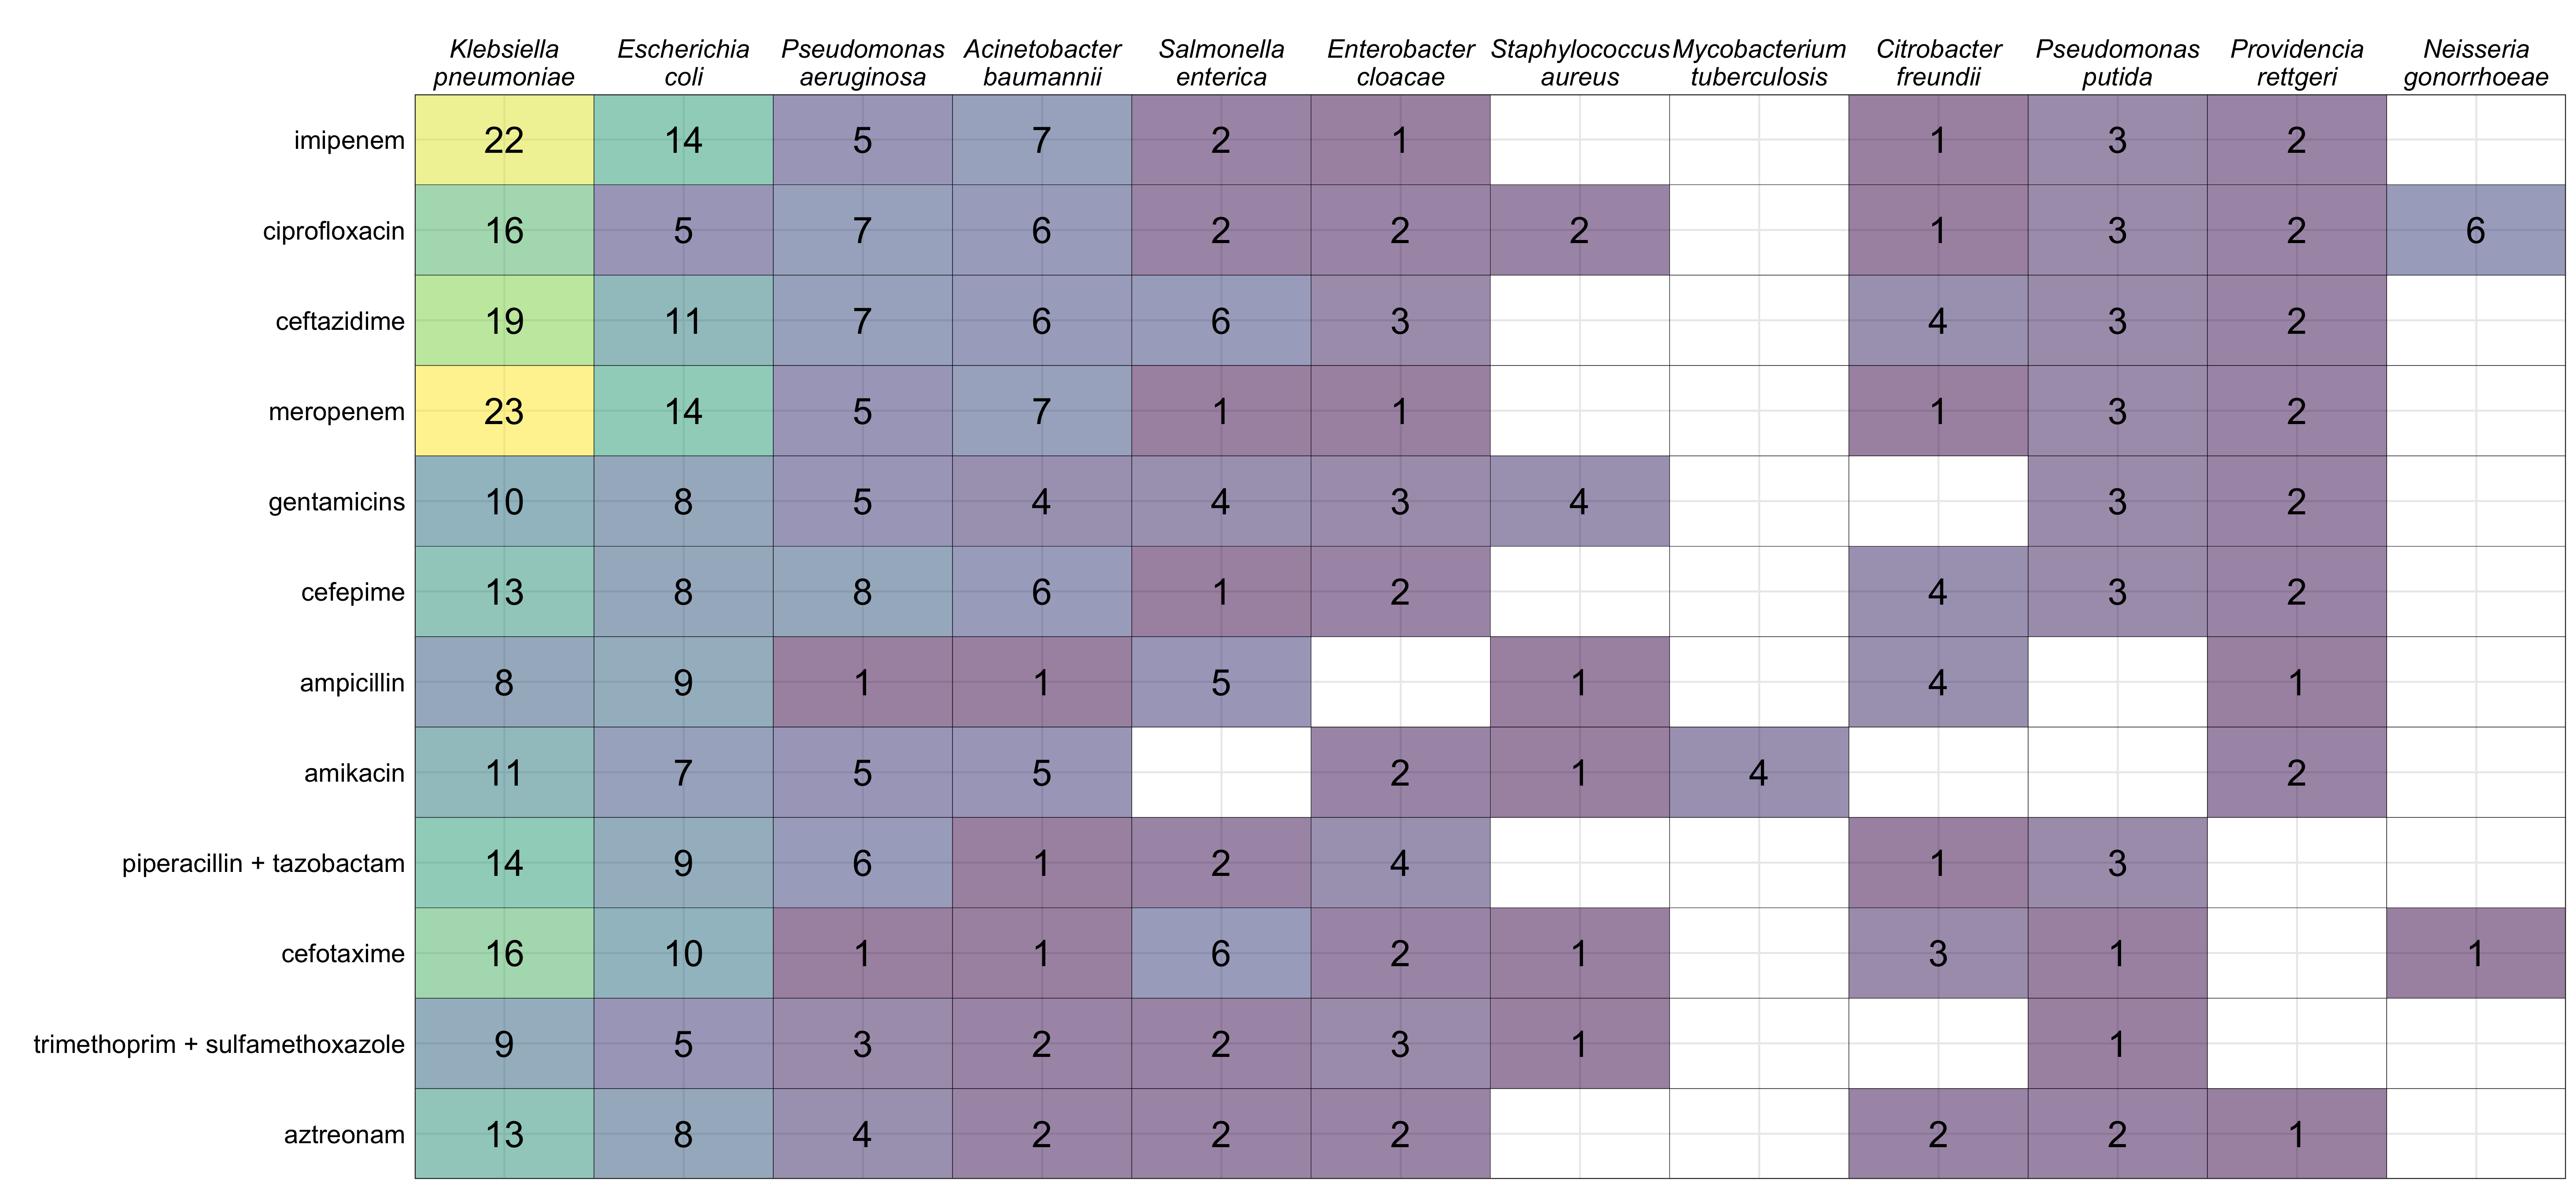 Klebsiella Escherichia Pseudomonas Acinetobacter Salmonella Enterobacter Staphylococcus Mycobacterium Citrobacter Pseudomonas Providencia Neisseria
pneumoniae coli aeruginosa baumannii enterica cloacae aureus tuberculosis freundii putida rettgeri gonorrhoeae
imipenem 22 14 5 7 2 1 1 3 2
ciprofloxacin 16 5 7 6 2 2 2 1 3 2 6
ceftazidime 19 11 7 6 6 3 4 3 2
meropenem 23 14 5 7 1 1 1 3 2
gentamicins 10 8 5 4 4 3 4 3 2
cefepime 13 8 8 6 1 2 4 3 2
ampicillin 8 9 1 1 5 1 4 1
amikacin 11 7 5 5 2 1 4 2
piperacillin + tazobactam 14 9 6 1 2 4 1 3
cefotaxime 16 10 1 1 6 2 1 3 1 1
trimethoprim + sulfamethoxazole 9 5 3 2 2 3 1 1
aztreonam 13 8 4 2 2 2 2 2 1